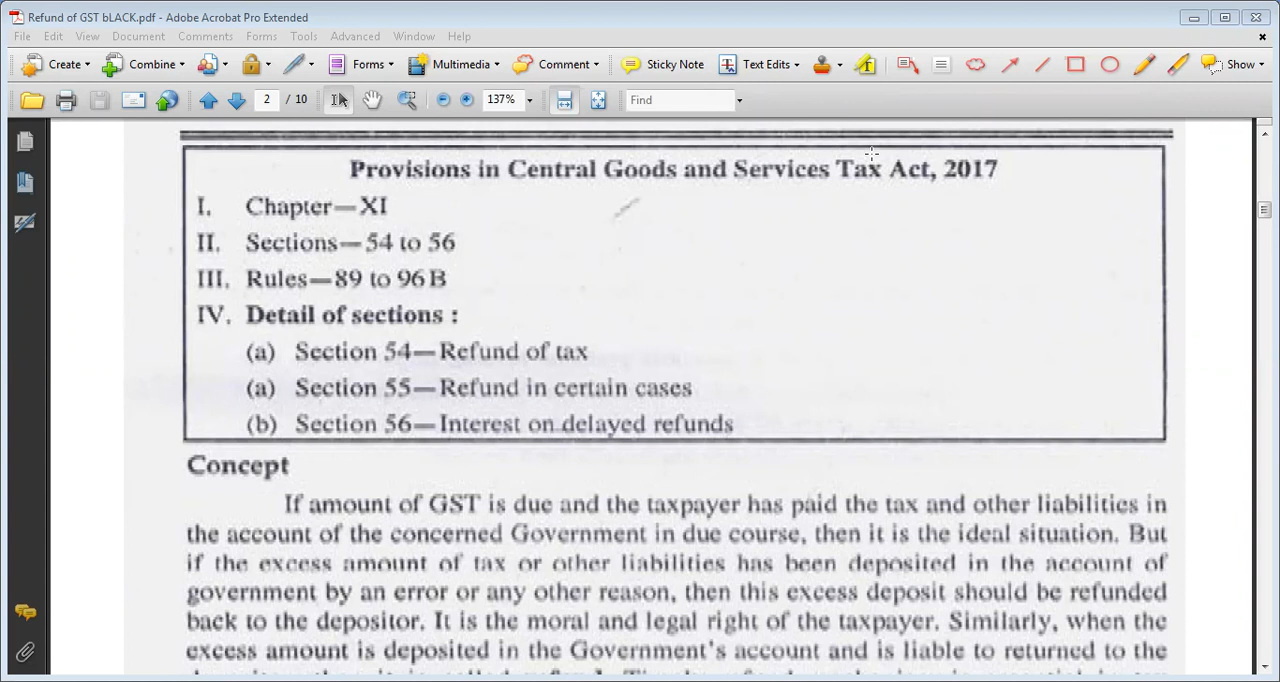 Refund of GST bLACK.pdf - Adobe Acrobat Pro Extended
File Edit View Document Comments Forms Tools Advanced Window Help
Create Combine Forms Multimedia Comment Sticky Note Text Edits Show
2 / 10 137% Find
Provisions in Central Goods and Services Tax Act, 2017
I. Chapter—XI
II. Sections—54 to 56
III. Rules—89 to 96 B
IV. Detail of sections :
(a) Section 54—Refund of tax
(a) Section 55—Refund in certain cases
(b) Section 56—Interest on delayed refunds
Concept
If amount of GST is due and the taxpayer has paid the tax and other liabilities in
the account of the concerned Government in due course, then it is the ideal situation. But
if the excess amount of tax or other liabilities has been deposited in the account of
government by an error or any other reason, then this excess deposit should be refunded
back to the depositor. It is the moral and legal right of the taxpayer. Similarly, when the
excess amount is deposited in the Government's account and is liable to returned to the